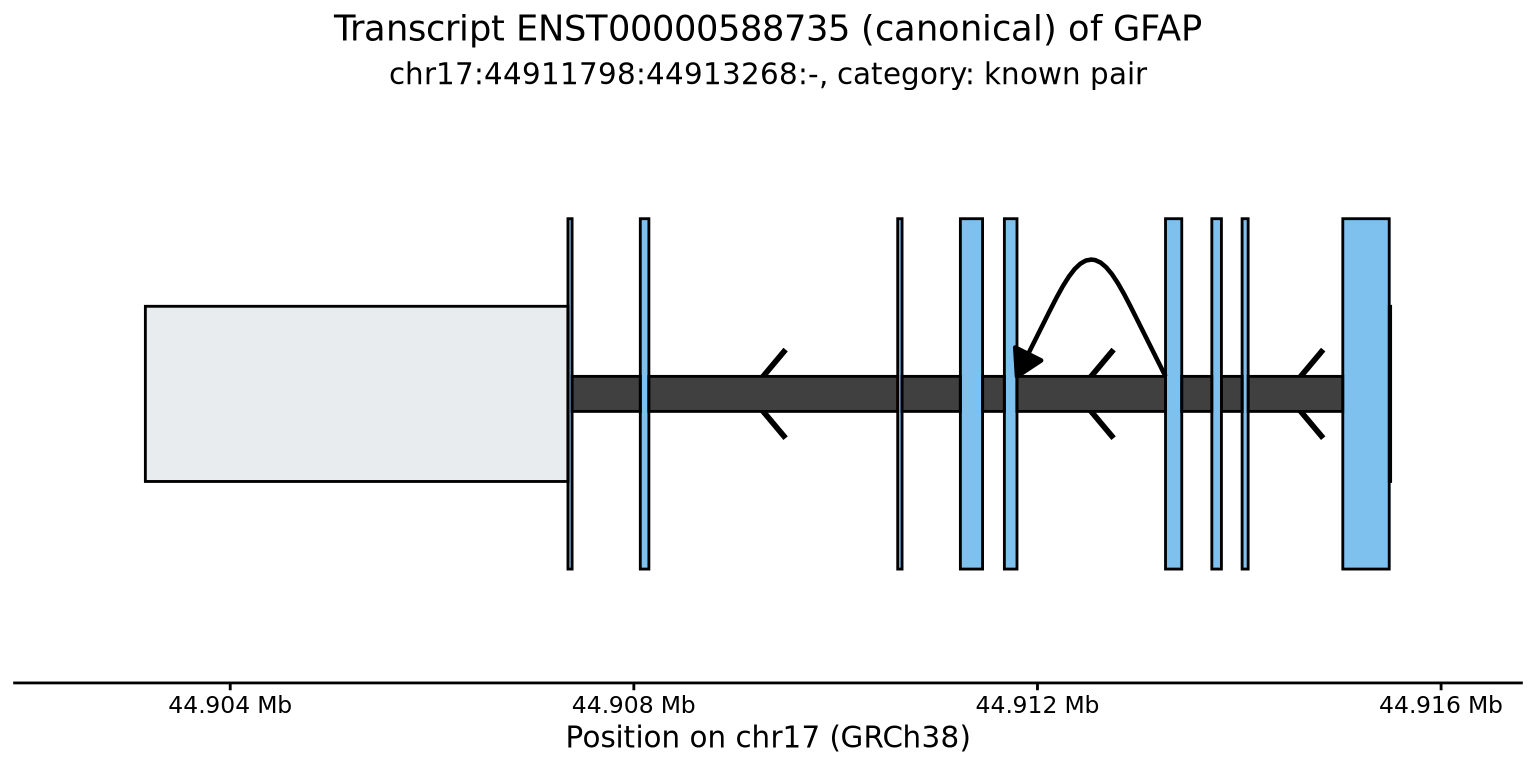 Transcript ENST00000588735 (canonical) of GFAP
chr17:44911798:44913268:-, category: known pair
44.904 Mb
44.908 Mb
44.912 Mb
44.916 Mb
Position on chr17 (GRCh38)